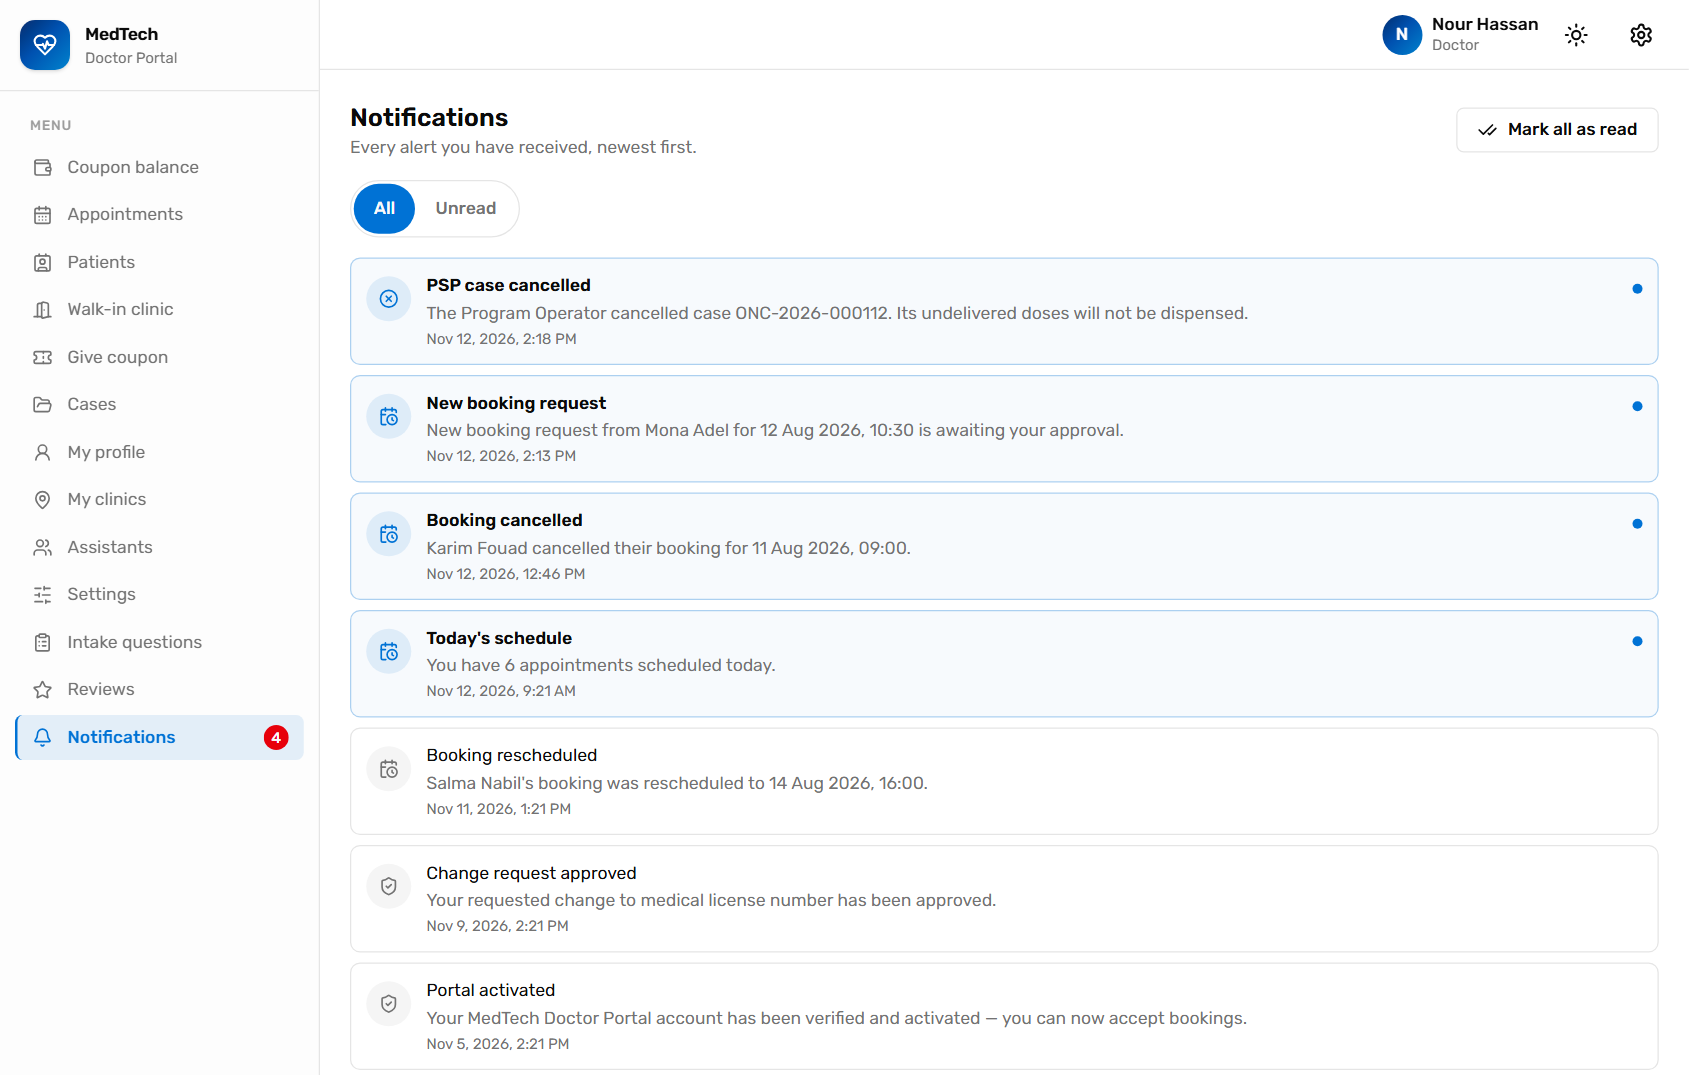 MedTech
Doctor Portal
MENU
Coupon balance
Appointments
Patients
Walk-in clinic
Give coupon
Cases
My profile
My clinics
Assistants
Settings
Intake questions
Reviews
Notifications
4
N
Nour Hassan
Doctor
Notifications
Every alert you have received, newest first.
Mark all as read
All
Unread
PSP case cancelled
The Program Operator cancelled case ONC-2026-000112. Its undelivered doses will not be dispensed.
Nov 12, 2026, 2:18 PM
New booking request
New booking request from Mona Adel for 12 Aug 2026, 10:30 is awaiting your approval.
Nov 12, 2026, 2:13 PM
Booking cancelled
Karim Fouad cancelled their booking for 11 Aug 2026, 09:00.
Nov 12, 2026, 12:46 PM
Today's schedule
You have 6 appointments scheduled today.
Nov 12, 2026, 9:21 AM
Booking rescheduled
Salma Nabil's booking was rescheduled to 14 Aug 2026, 16:00.
Nov 11, 2026, 1:21 PM
Change request approved
Your requested change to medical license number has been approved.
Nov 9, 2026, 2:21 PM
Portal activated
Your MedTech Doctor Portal account has been verified and activated — you can now accept bookings.
Nov 5, 2026, 2:21 PM